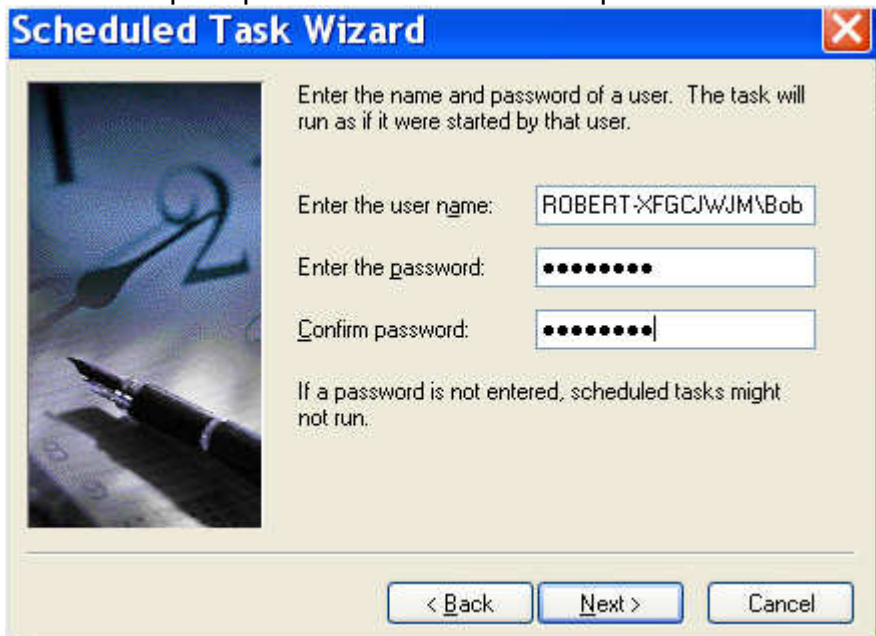 Scheduled Task Wizard
Enter the name and password of a user. The task will
run as if it were started by that user.
Enter the user name: ROBERT-XFGCJWJM\Bob
Enter the password: ●●●●●●●●
Confirm password: ●●●●●●●●
If a password is not entered, scheduled tasks might
not run.
< Back Next > Cancel